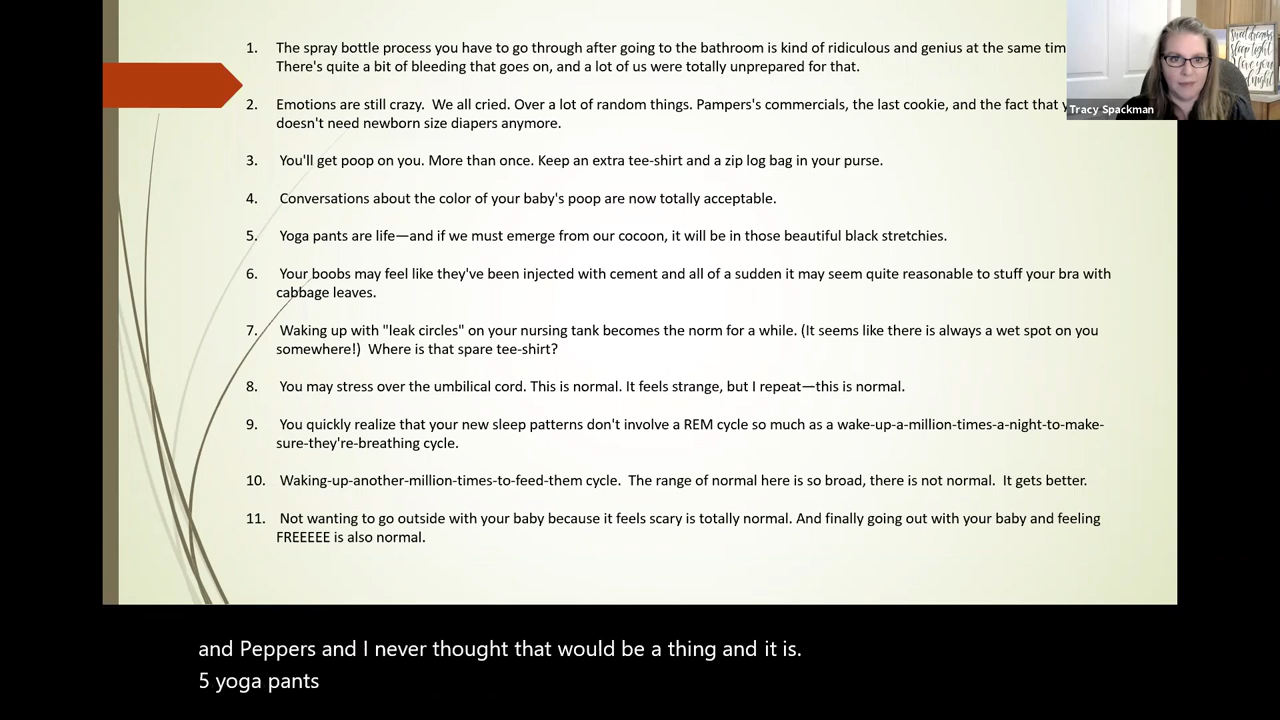 1. The spray bottle process you have to go through after going to the bathroom is kind of ridiculous and genius at the same
There's quite a bit of bleeding that goes on, and a lot of us were totally unprepared for that.
2. Emotions are still crazy.  We all cried. Over a lot of random things. Pampers's commercials, the last cookie, and the fact that
doesn't need newborn size diapers anymore.
3. You'll get poop on you. More than once. Keep an extra tee-shirt and a zip log bag in your purse.
4. Conversations about the color of your baby's poop are now totally acceptable.
5. Yoga pants are life—and if we must emerge from our cocoon, it will be in those beautiful black stretchies.
6. Your boobs may feel like they've been injected with cement and all of a sudden it may seem quite reasonable to stuff your bra with
cabbage leaves.
7. Waking up with "leak circles" on your nursing tank becomes the norm for a while. (It seems like there is always a wet spot on you
somewhere!)  Where is that spare tee-shirt?
8. You may stress over the umbilical cord. This is normal. It feels strange, but I repeat—this is normal.
9. You quickly realize that your new sleep patterns don't involve a REM cycle so much as a wake-up-a-million-times-a-night-to-make-
sure-they're-breathing cycle.
10. Waking-up-another-million-times-to-feed-them cycle.  The range of normal here is so broad, there is not normal.  It gets better.
11. Not wanting to go outside with your baby because it feels scary is totally normal. And finally going out with your baby and feeling
FREEEEE is also normal.
Tracy Spackman
sweet dreams
sleep tight
I love you
and Peppers and I never thought that would be a thing and it is.
5 yoga pants